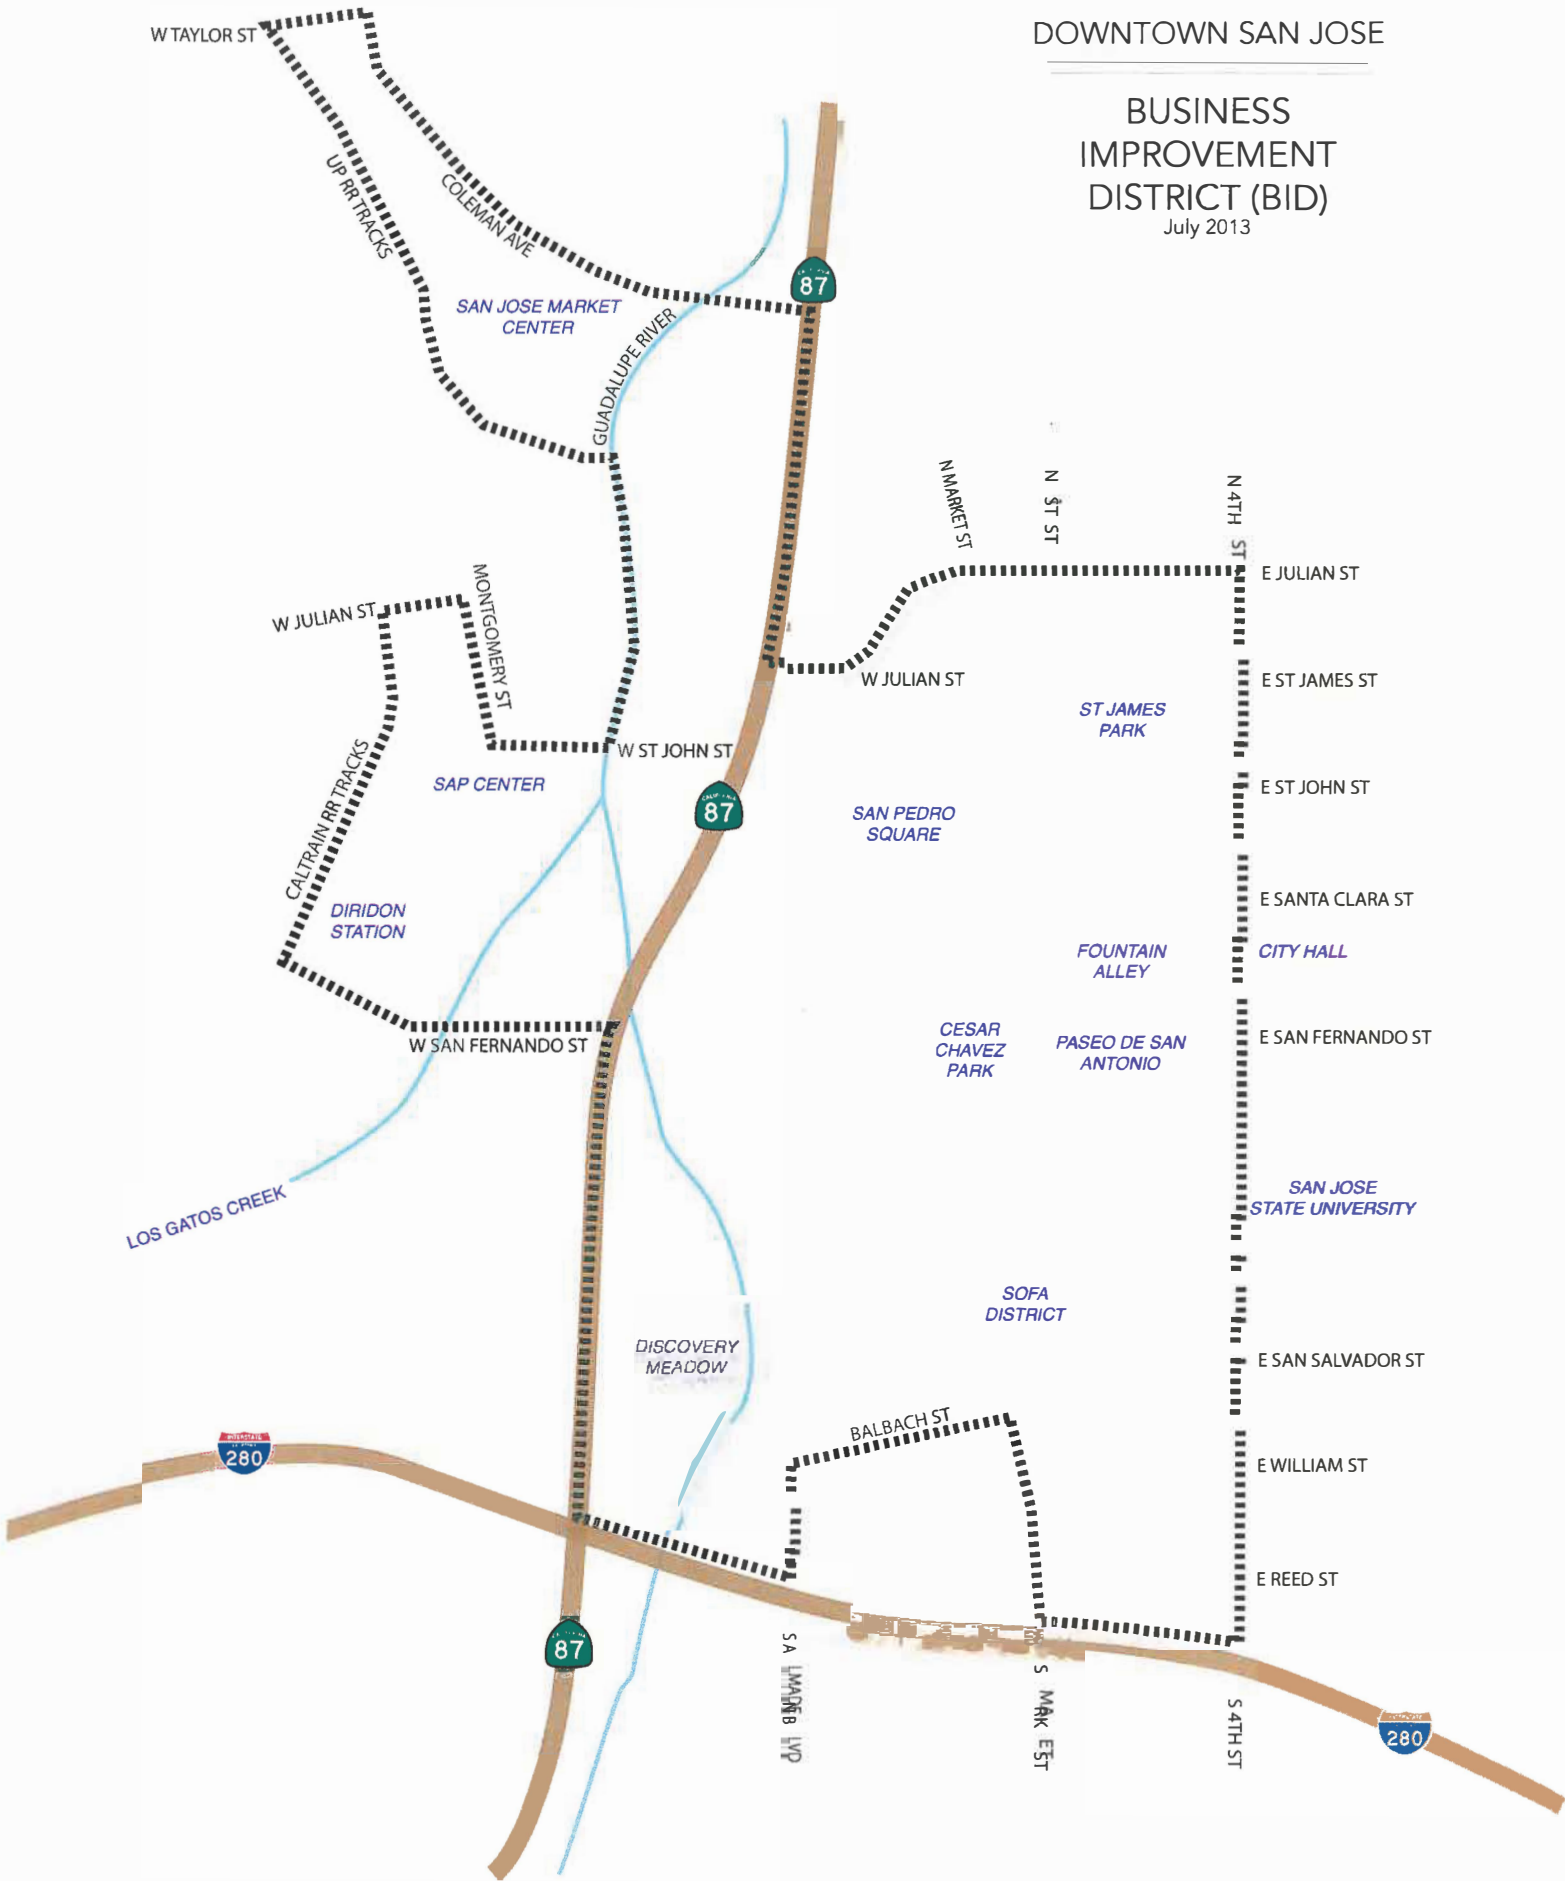 DOWNTOWN SAN JOSE
BUSINESS
IMPROVEMENT
DISTRICT (BID)
July 2013
W TAYLOR ST
UP RR TRACKS
COLEMAN AVE
SAN JOSE MARKET
CENTER
GUADALUPE RIVER
87
N MARKET ST
N ST ST
N 4TH ST
E JULIAN ST
W JULIAN ST
MONTGOMERY ST
W JULIAN ST
E ST JAMES ST
ST JAMES
PARK
W ST JOHN ST
SAP CENTER
CALTRAIN RR TRACKS
87
SAN PEDRO
SQUARE
E ST JOHN ST
DIRIDON
STATION
E SANTA CLARA ST
FOUNTAIN
ALLEY
CITY HALL
W SAN FERNANDO ST
CESAR
CHAVEZ
PARK
PASEO DE SAN
ANTONIO
E SAN FERNANDO ST
LOS GATOS CREEK
SAN JOSE
STATE UNIVERSITY
SOFA
DISTRICT
DISCOVERY
MEADOW
E SAN SALVADOR ST
BALBACH ST
INTERSTATE
280
E WILLIAM ST
E REED ST
87
S 4TH ST
280